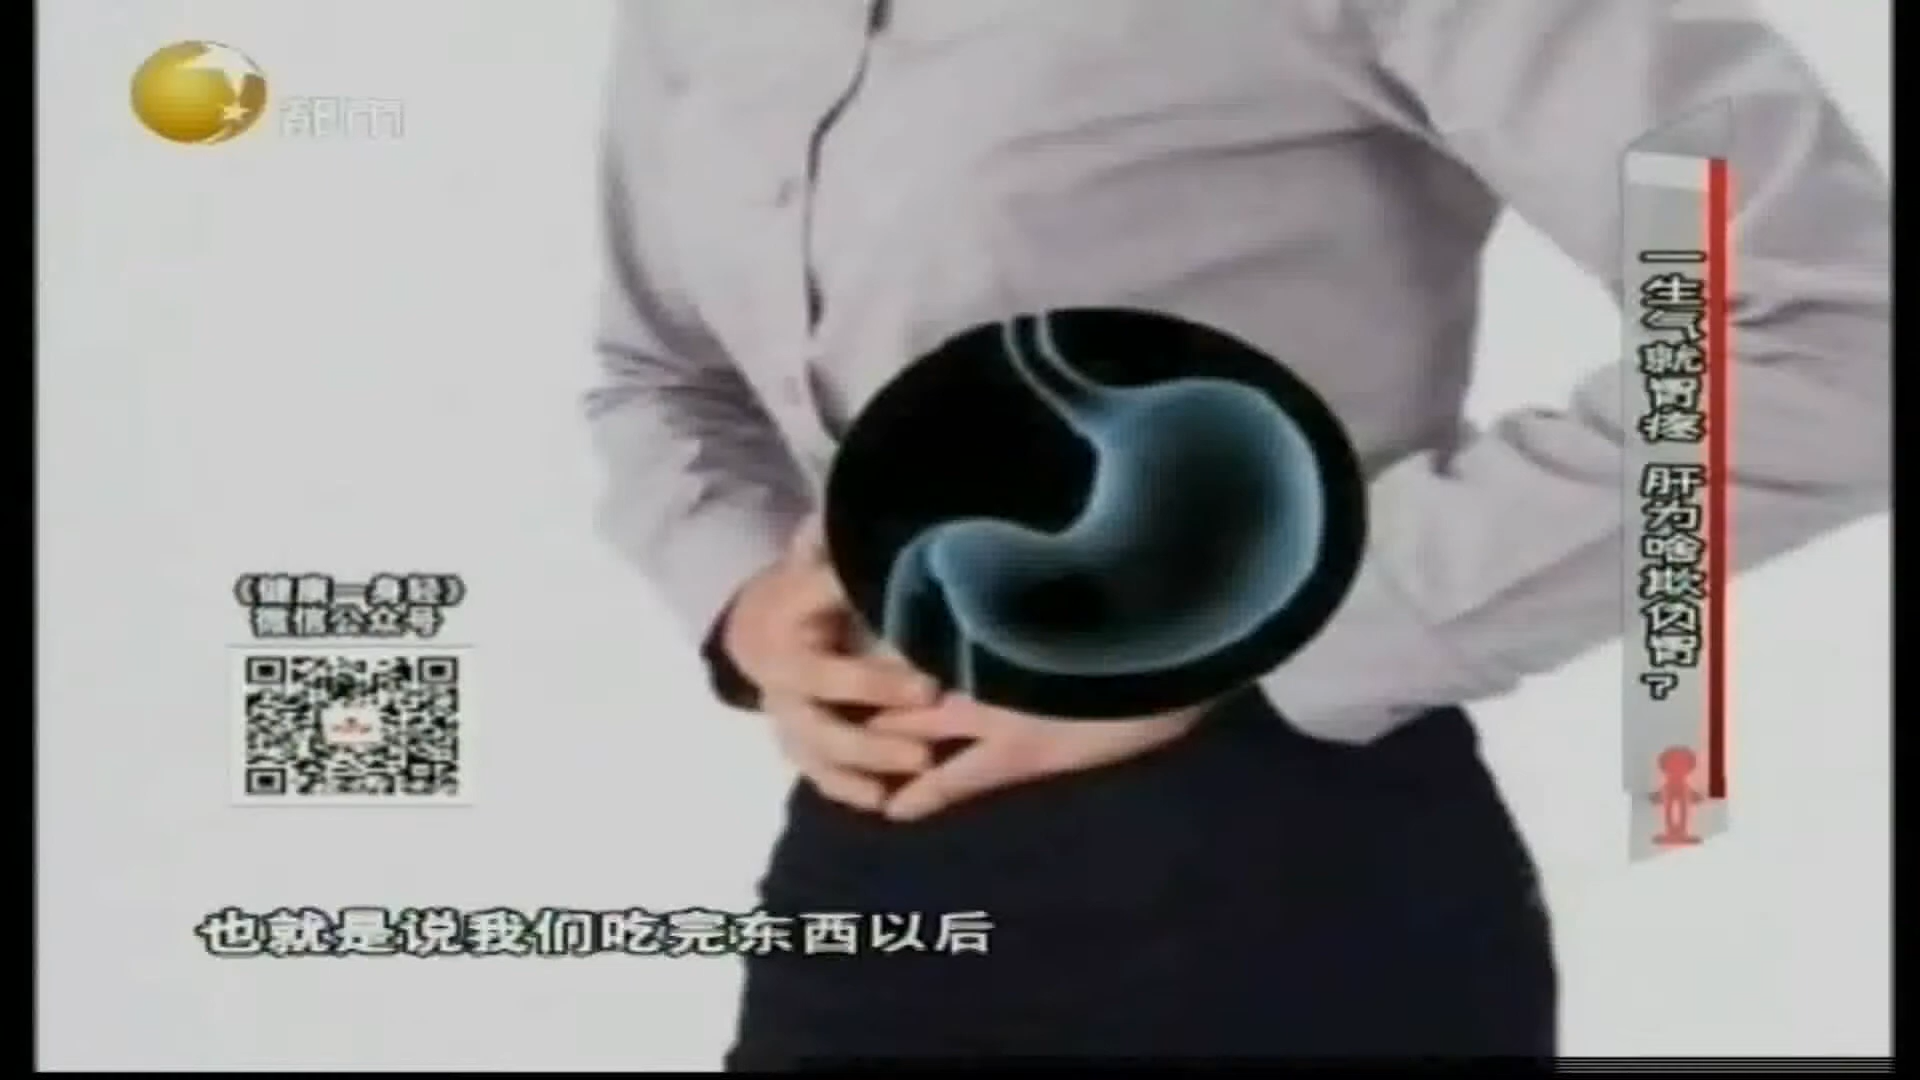 都市
一生气就胃疼 肝为啥欺负胃?
《健康一身轻》
微信公众号
也就是说我们吃完东西以后